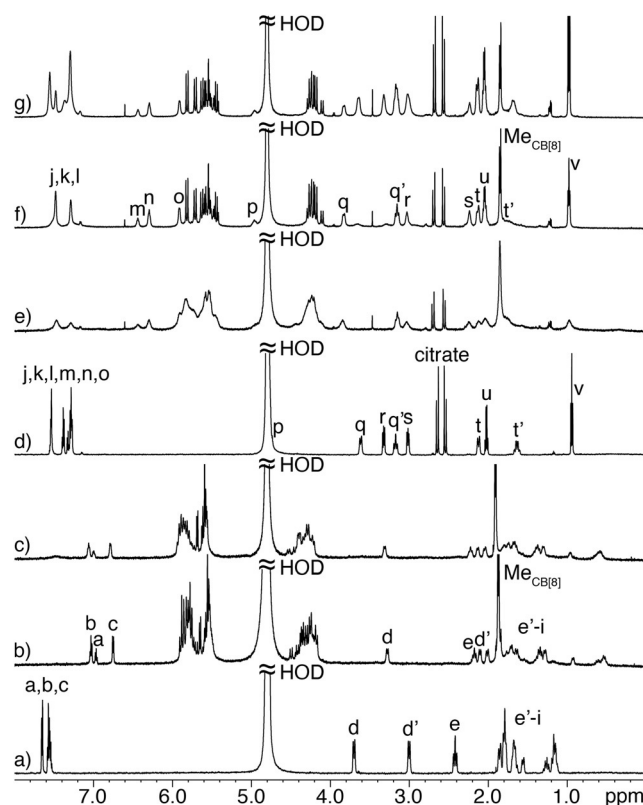 g)
≈ HOD
j,k,l
m
n
o
p
q
q'
r
s
t
u
Me_CB[8]
t'
v
f)
≈ HOD
e)
≈ HOD
j,k,l,m,n,o
p
q
r
q'
s
citrate
t
u
t'
v
d)
≈ HOD
c)
≈ HOD
b
a
c
d
e
d'
Me_CB[8]
e'-i
b)
≈ HOD
a,b,c
d
d'
e
e'-i
a)
7.0 6.0 5.0 4.0 3.0 2.0 1.0 ppm